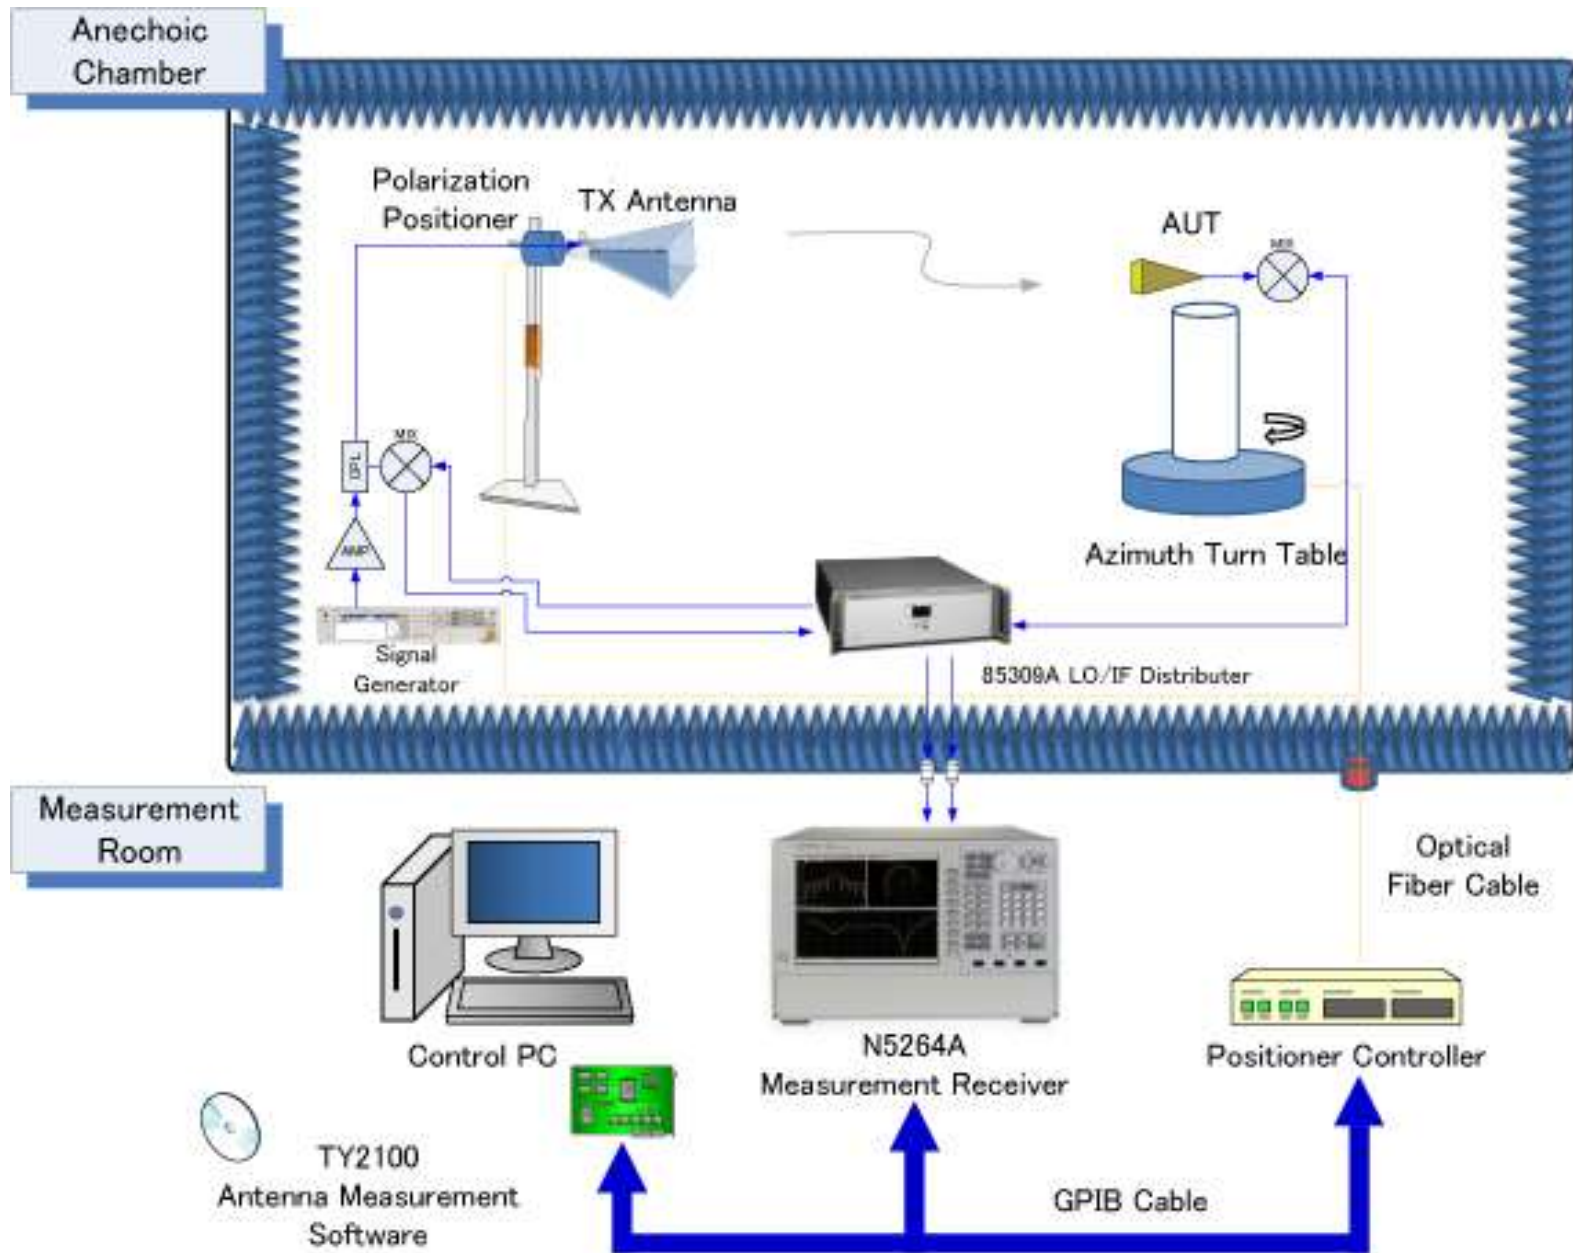 Anechoic
Chamber
Polarization
Positioner
TX Antenna
AUT
MIX
MIX
CPL
AMP
Signal
Generator
Azimuth Turn Table
85309A LO/IF Distributer
Measurement
Room
Optical
Fiber Cable
Control PC
N5264A
Measurement Receiver
Positioner Controller
TY2100
Antenna Measurement
Software
GPIB Cable